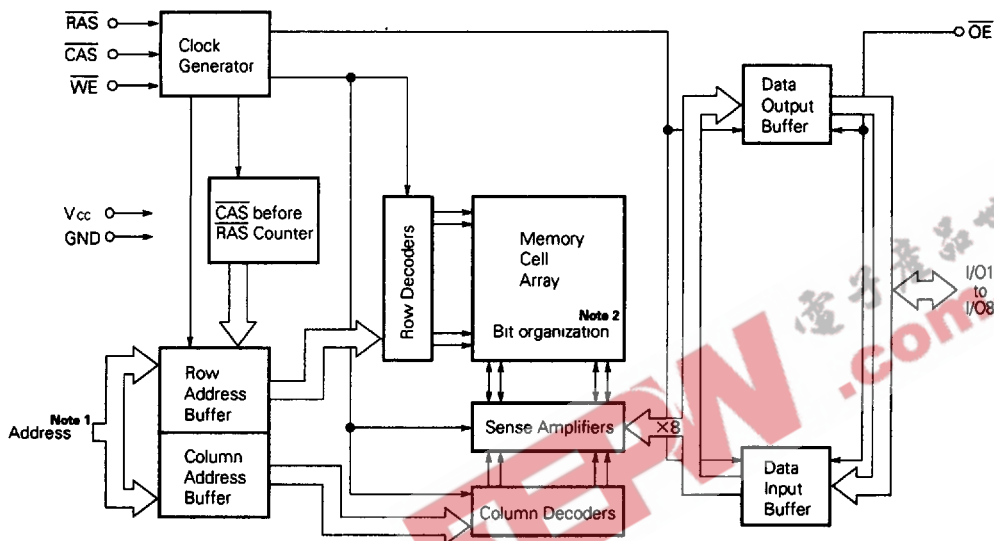 RAS
CAS
WE
Clock
Generator
OE
Data
Output
Buffer
Vcc
GND
CAS before
RAS Counter
Row Decoders
Memory
Cell
Array
Note 2
Bit organization
I/O1
to
I/O8
Row
Address
Buffer
Note 1
Address
Column
Address
Buffer
Sense Amplifiers
×8
Column Decoders
Data
Input
Buffer
EEPW
.com